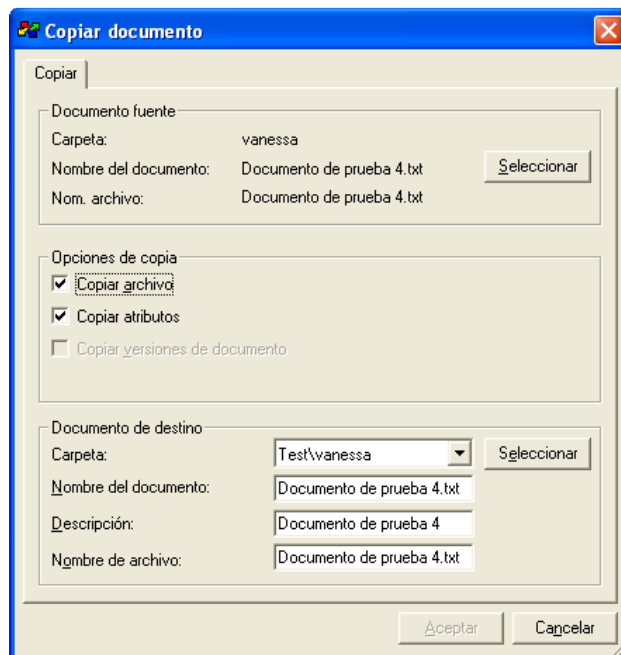 Copiar documento
Copiar
Documento fuente
Carpeta: vanessa
Nombre del documento: Documento de prueba 4.txt
Seleccionar
Nom. archivo: Documento de prueba 4.txt
Opciones de copia
Copiar archivo
Copiar atributos
Copiar versiones de documento
Documento de destino
Carpeta: Test\vanessa
Seleccionar
Nombre del documento: Documento de prueba 4.txt
Descripción: Documento de prueba 4
Nombre de archivo: Documento de prueba 4.txt
Aceptar
Cancelar